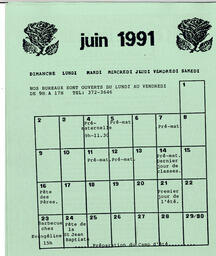 juin 1991
DIMANCHE LUNDI MARDI MERCREDI JEUDI VENDREDI SAMEDI
NOS BUREAUX SONT OUVERTS DU LUNDI AU VENDREDI
DE 9H A 17H TEL: 372-3646
1
2 3 4 5 6 7 8
Pré-maternelle 9h-11.30
Pré-mat.
Pré-mat.
9 10 11 12 13 14 15
Pré-mat.
Pré-mat.
Pré-mat. Dernier jour de classes.
16 17 18 19 20 21 22
Fête des Pères.
Premier jour de l'été.
23 24 25 26 27 28 29/30
Barbecue chez Evangéline 15h
Fête de la St Jean Baptiste
Préparation du Camp d'été